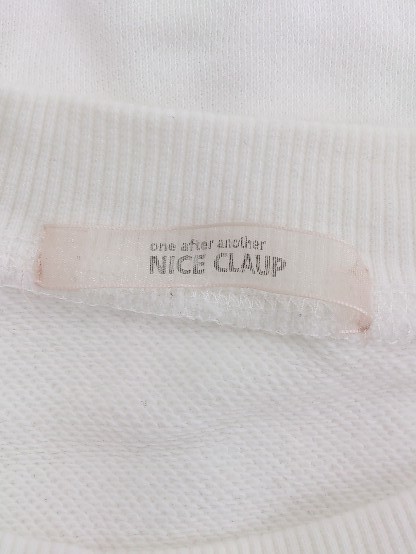 one after another
NICE CLAUP